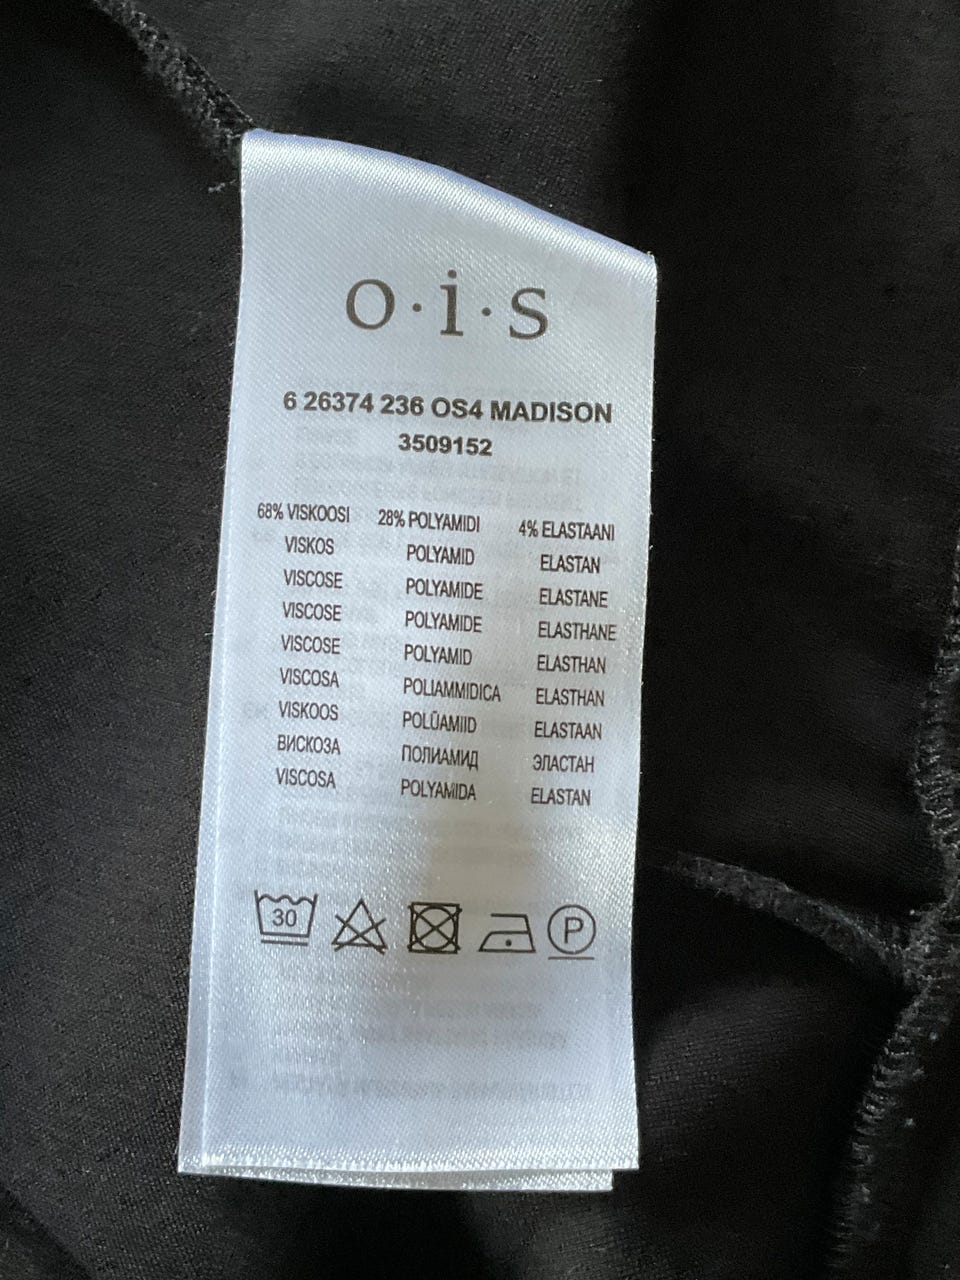 o·i·s
6 26374 236 OS4 MADISON
3509152
68% VISKOOSI 28% POLYAMIDI 4% ELASTAANI
VISKOS POLYAMID ELASTAN
VISCOSE POLYAMIDE ELASTANE
VISCOSE POLYAMIDE ELASTHANE
VISCOSE POLYAMID ELASTHAN
VISCOSA POLIAMMIDICA ELASTHAN
VISKOOS POLÜAMIID ELASTAAN
ВИСКОЗА ПОЛИАМИД ЭЛАСТАН
VISCOSA POLYAMIDA ELASTAN
30 P